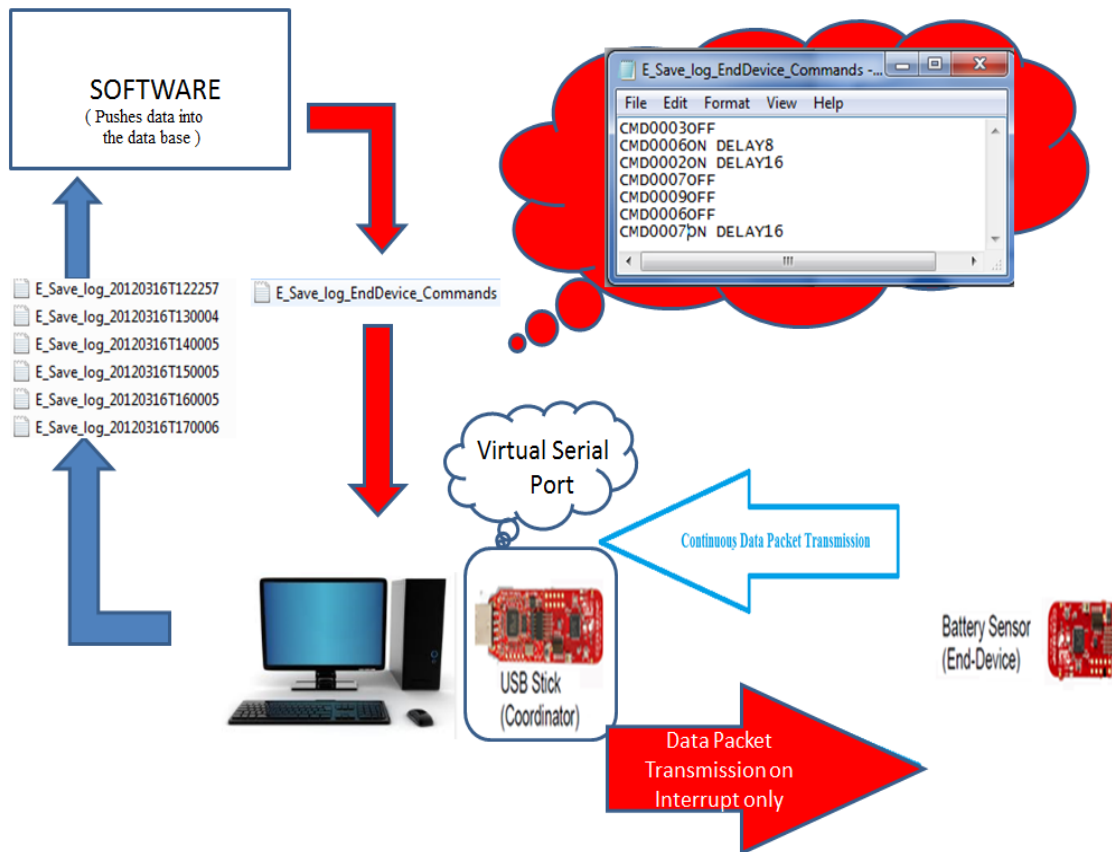 SOFTWARE
( Pushes data into
the data base )
E_Save_log_EndDevice_Commands -...
File Edit Format View Help
CMD0003OFF
CMD0006ON DELAY8
CMD0002ON DELAY16
CMD0007OFF
CMD0009OFF
CMD0006OFF
CMD0007ON DELAY16
E_Save_log_20120316T122257
E_Save_log_20120316T130004
E_Save_log_20120316T140005
E_Save_log_20120316T150005
E_Save_log_20120316T160005
E_Save_log_20120316T170006
E_Save_log_EndDevice_Commands
Virtual Serial
Port
Continuous Data Packet Transmission
USB Stick
(Coordinator)
Battery Sensor
(End-Device)
Data Packet
Transmission on
Interrupt only